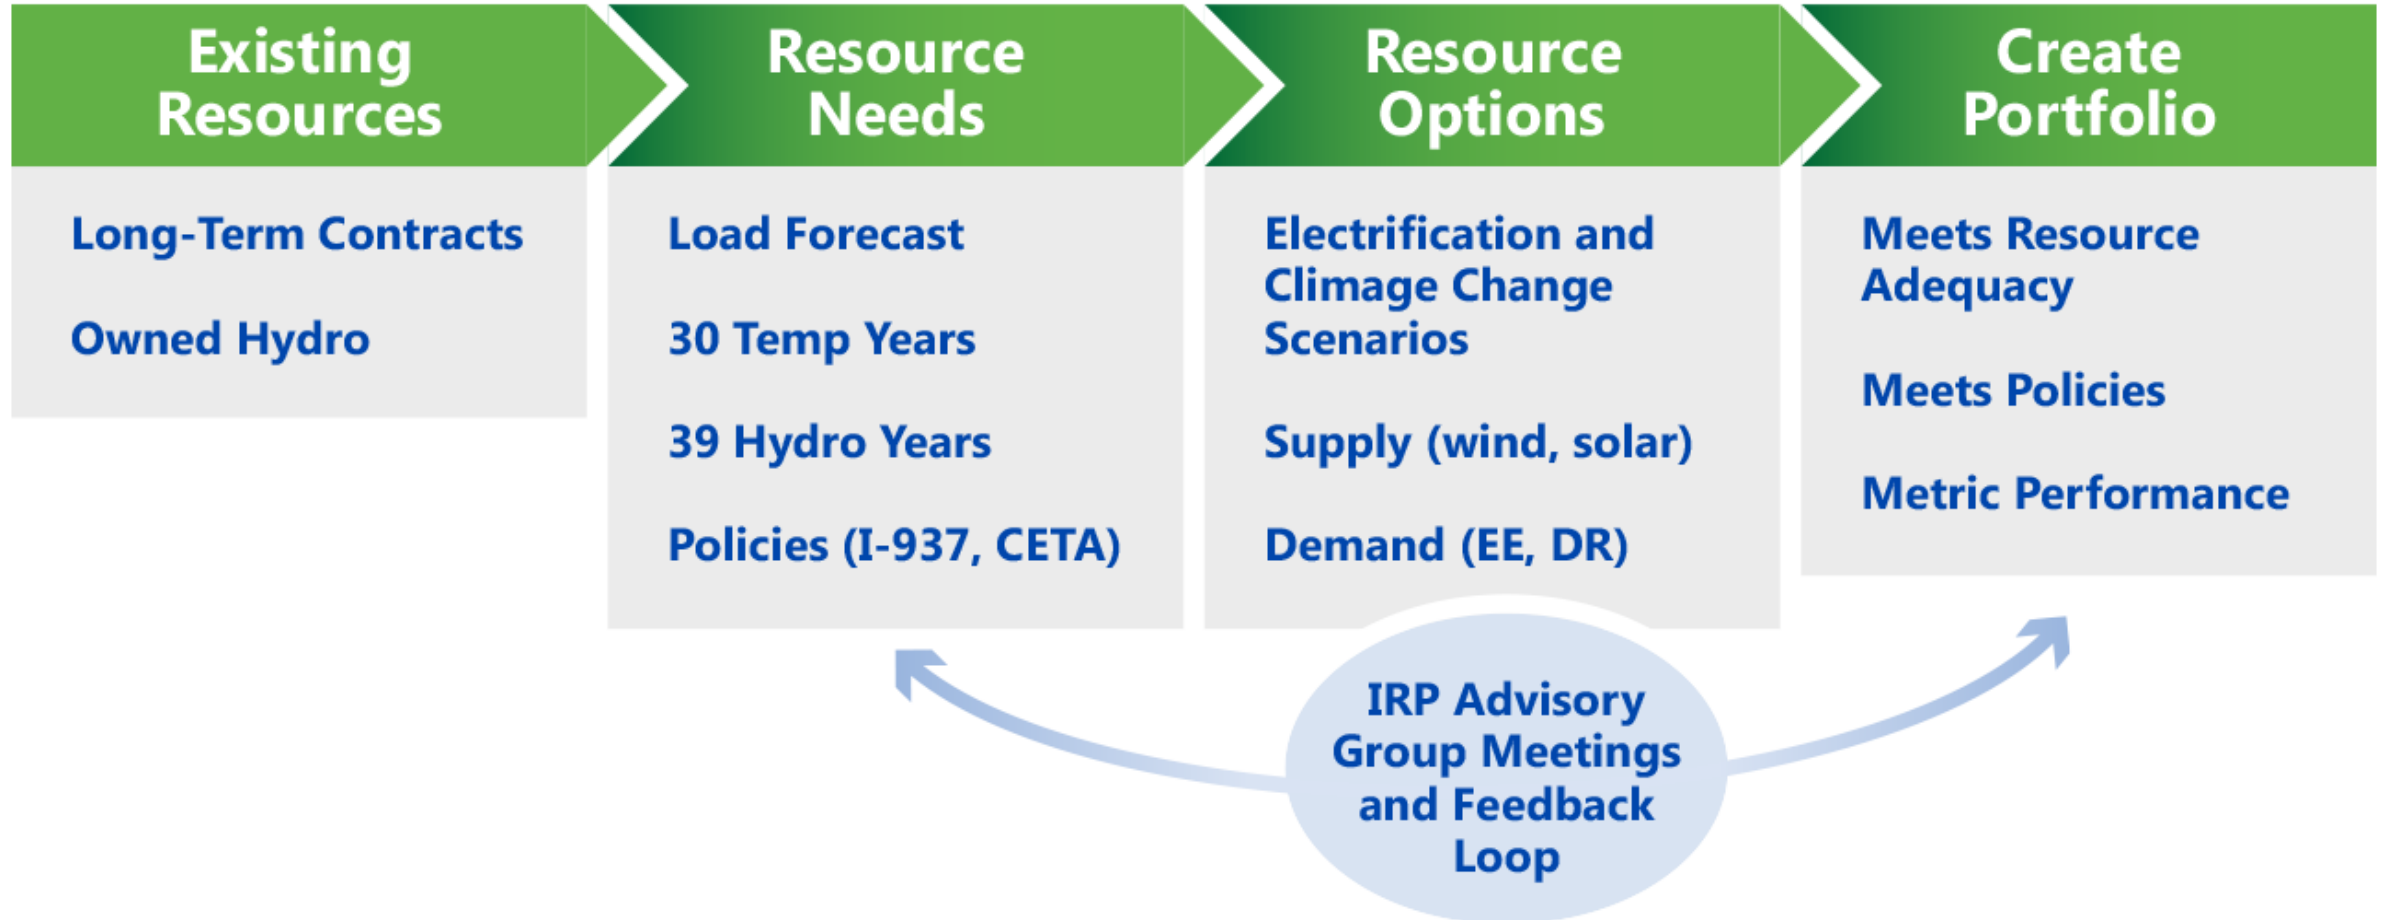 Existing
Resources
Long-Term Contracts
Owned Hydro
Resource
Needs
Load Forecast
30 Temp Years
39 Hydro Years
Policies (I-937, CETA)
Resource
Options
Electrification and
Climage Change
Scenarios
Supply (wind, solar)
Demand (EE, DR)
Create
Portfolio
Meets Resource
Adequacy
Meets Policies
Metric Performance
IRP Advisory
Group Meetings
and Feedback
Loop